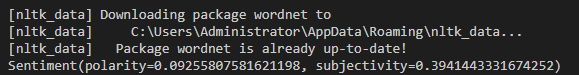 [nltk_data] Downloading package wordnet to
[nltk_data]     C:\Users\Administrator\AppData\Roaming\nltk_data...
[nltk_data]   Package wordnet is already up-to-date!
Sentiment(polarity=0.09255807581621198, subjectivity=0.3941443331674252)